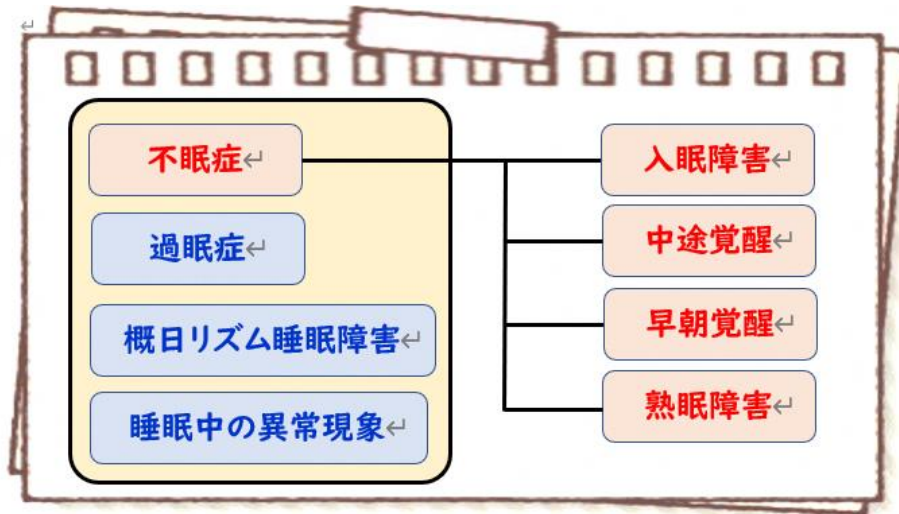 不眠症
過眠症
概日リズム睡眠障害
睡眠中の異常現象
入眠障害
中途覚醒
早朝覚醒
熟眠障害